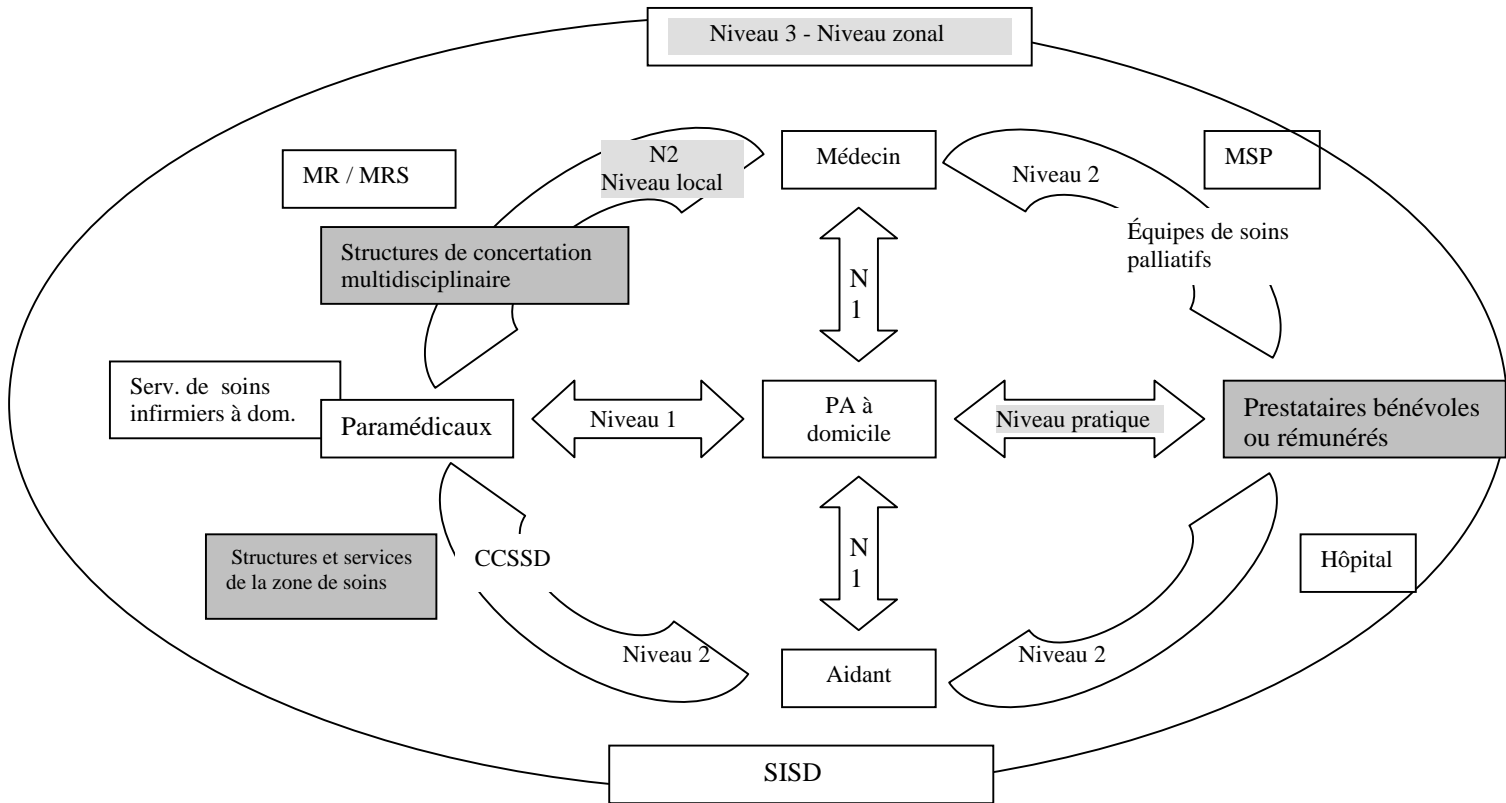 Niveau 3 - Niveau zonal
MR / MRS
N2
Niveau local
Médecin
Niveau 2
MSP
Structures de concertation
multidisciplinaire
N
1
Équipes de soins
palliatifs
Serv. de soins
infirmiers à dom.
Paramédicaux
Niveau 1
PA à
domicile
Niveau pratique
Prestataires bénévoles
ou rémunérés
Structures et services
de la zone de soins
CCSSD
N
1
Hôpital
Niveau 2
Aidant
Niveau 2
SISD